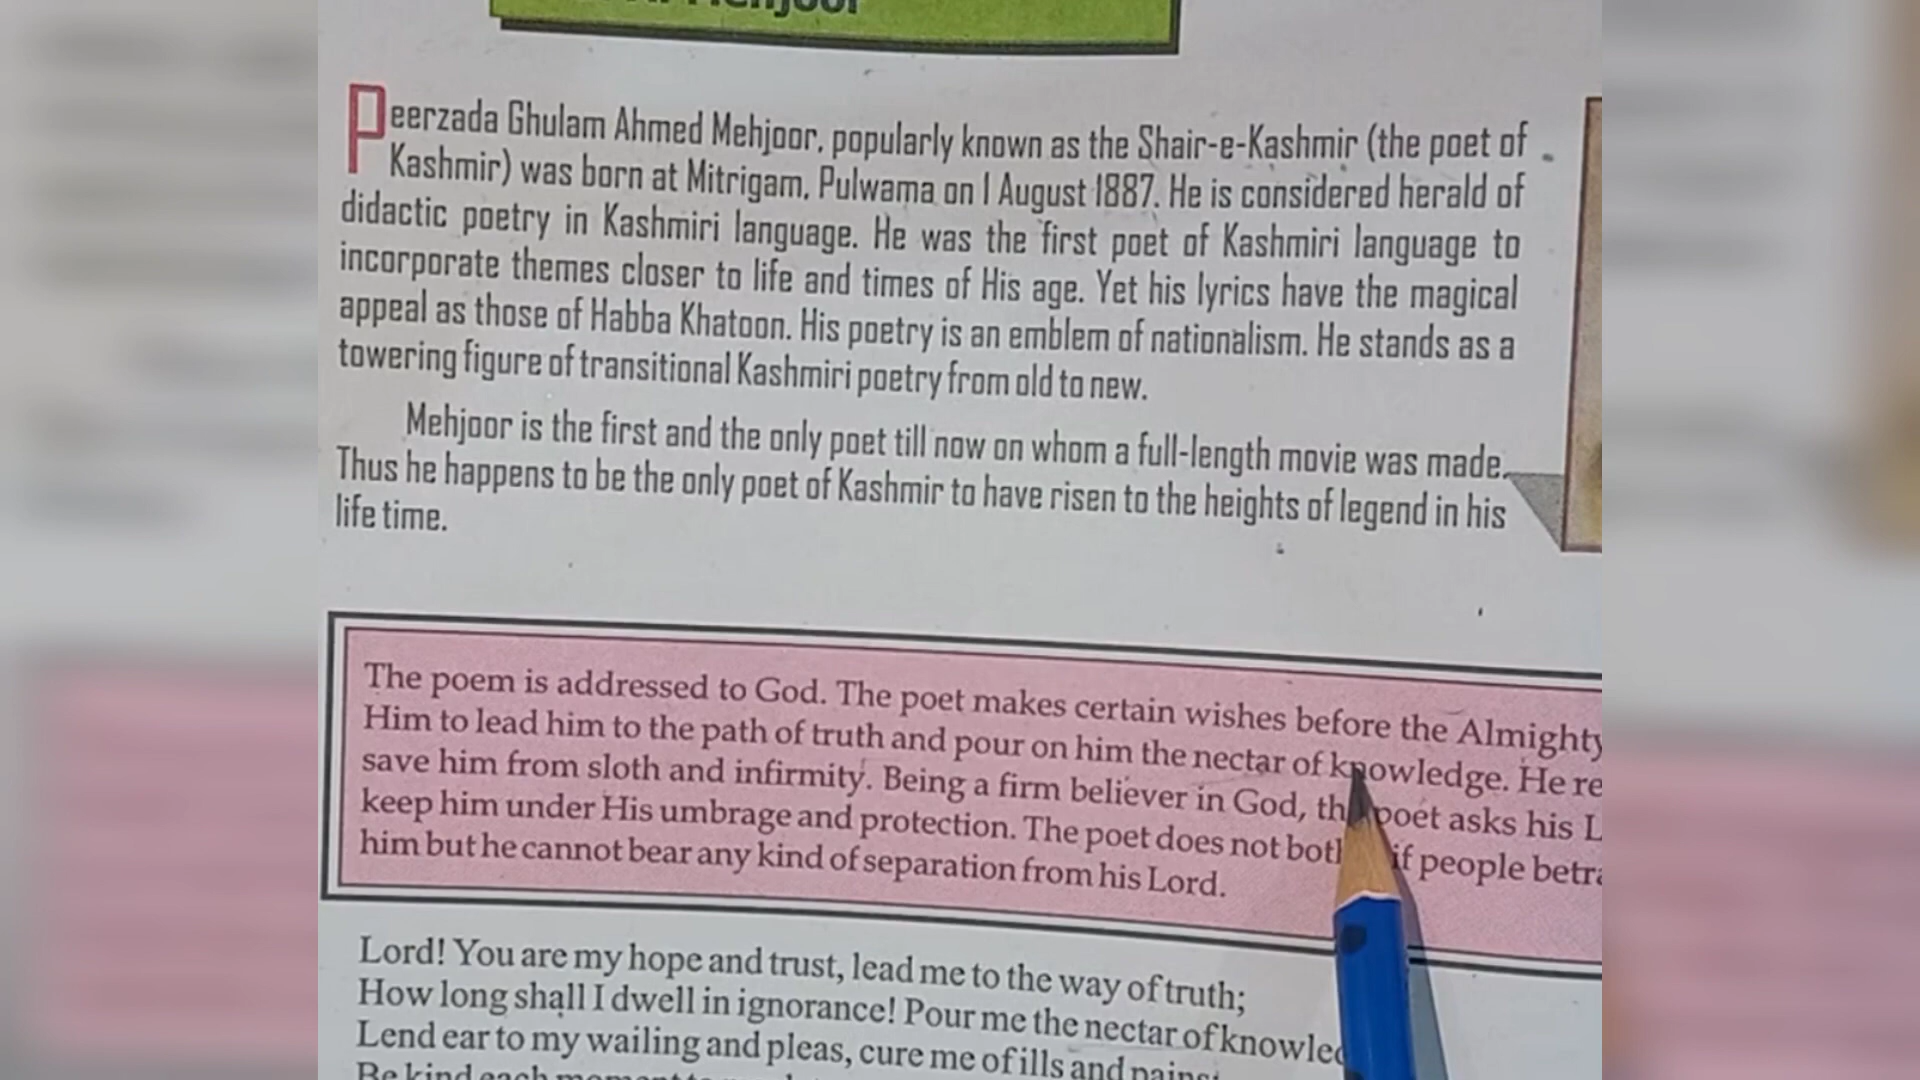 Mehjoor
Peerzada Ghulam Ahmed Mehjoor, popularly known as the Shair-e-Kashmir (the poet of
Kashmir) was born at Mitrigam, Pulwama on 1 August 1887. He is considered herald of
didactic poetry in Kashmiri language. He was the first poet of Kashmiri language to
incorporate themes closer to life and times of His age. Yet his lyrics have the magical
appeal as those of Habba Khatoon. His poetry is an emblem of nationalism. He stands as a
towering figure of transitional Kashmiri poetry from old to new.
Mehjoor is the first and the only poet till now on whom a full-length movie was made.
Thus he happens to be the only poet of Kashmir to have risen to the heights of legend in his
life time.
The poem is addressed to God. The poet makes certain wishes before the Almighty
Him to lead him to the path of truth and pour on him the nectar of knowledge. He re
save him from sloth and infirmity. Being a firm believer in God, th poet asks his L
keep him under His umbrage and protection. The poet does not both if people betra
him but he cannot bear any kind of separation from his Lord.
Lord! You are my hope and trust, lead me to the way of truth;
How long shall I dwell in ignorance! Pour me the nectar of knowled
Lend ear to my wailing and pleas, cure me of ills and pains;
Be kind each moment